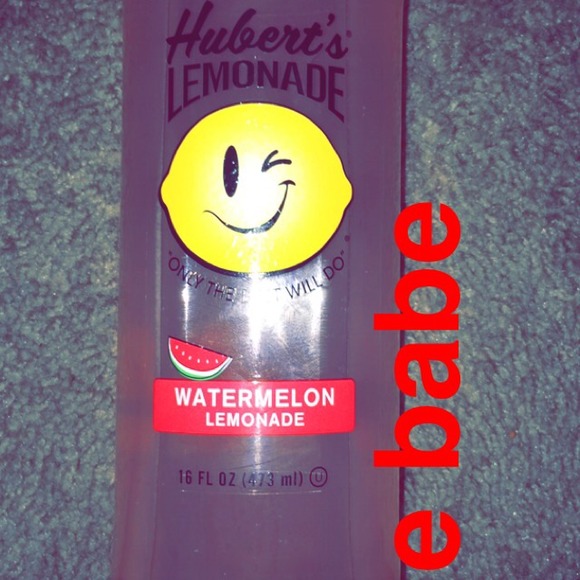 Hubert's
LEMONADE
"ONLY THE WILL DO"
WATERMELON
LEMONADE
16 FL OZ (473 ml) U
e babe